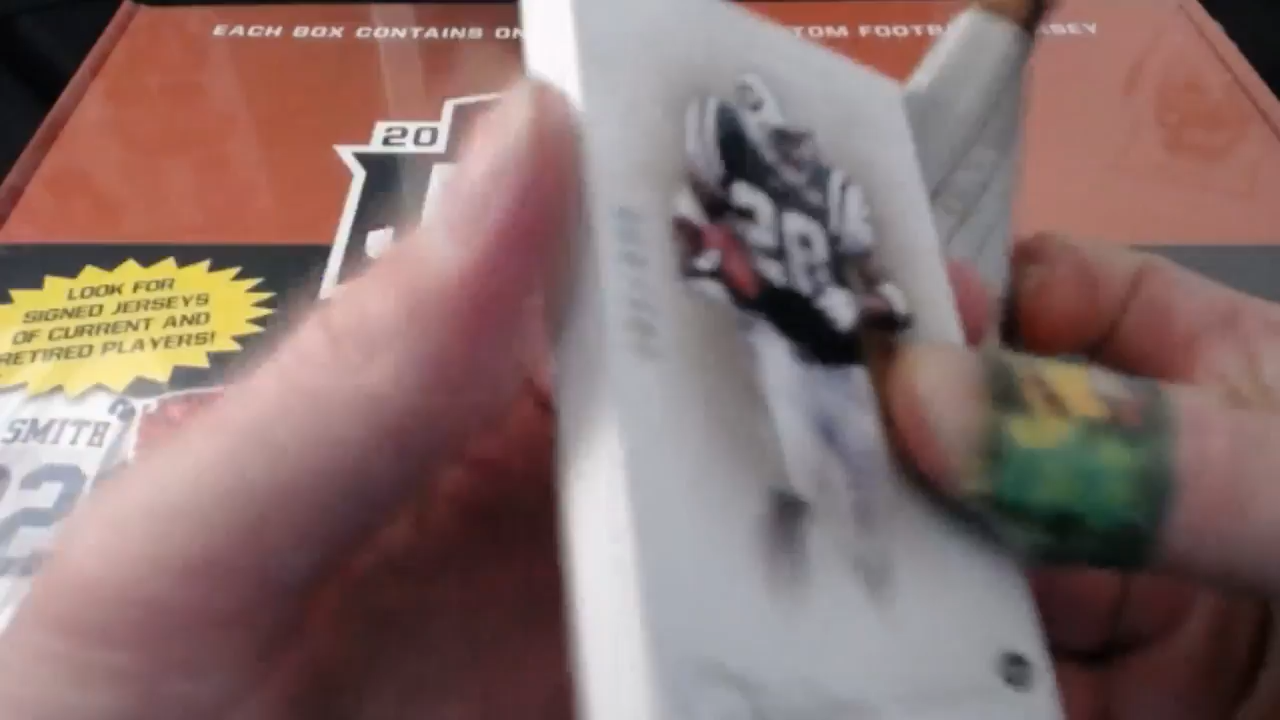 EACH BOX CONTAINS ON
TOM FOOTB
SEY
20
LOOK FOR
SIGNED JERSEYS
OF CURRENT AND
RETIRED PLAYERS!
SMITH
22
28